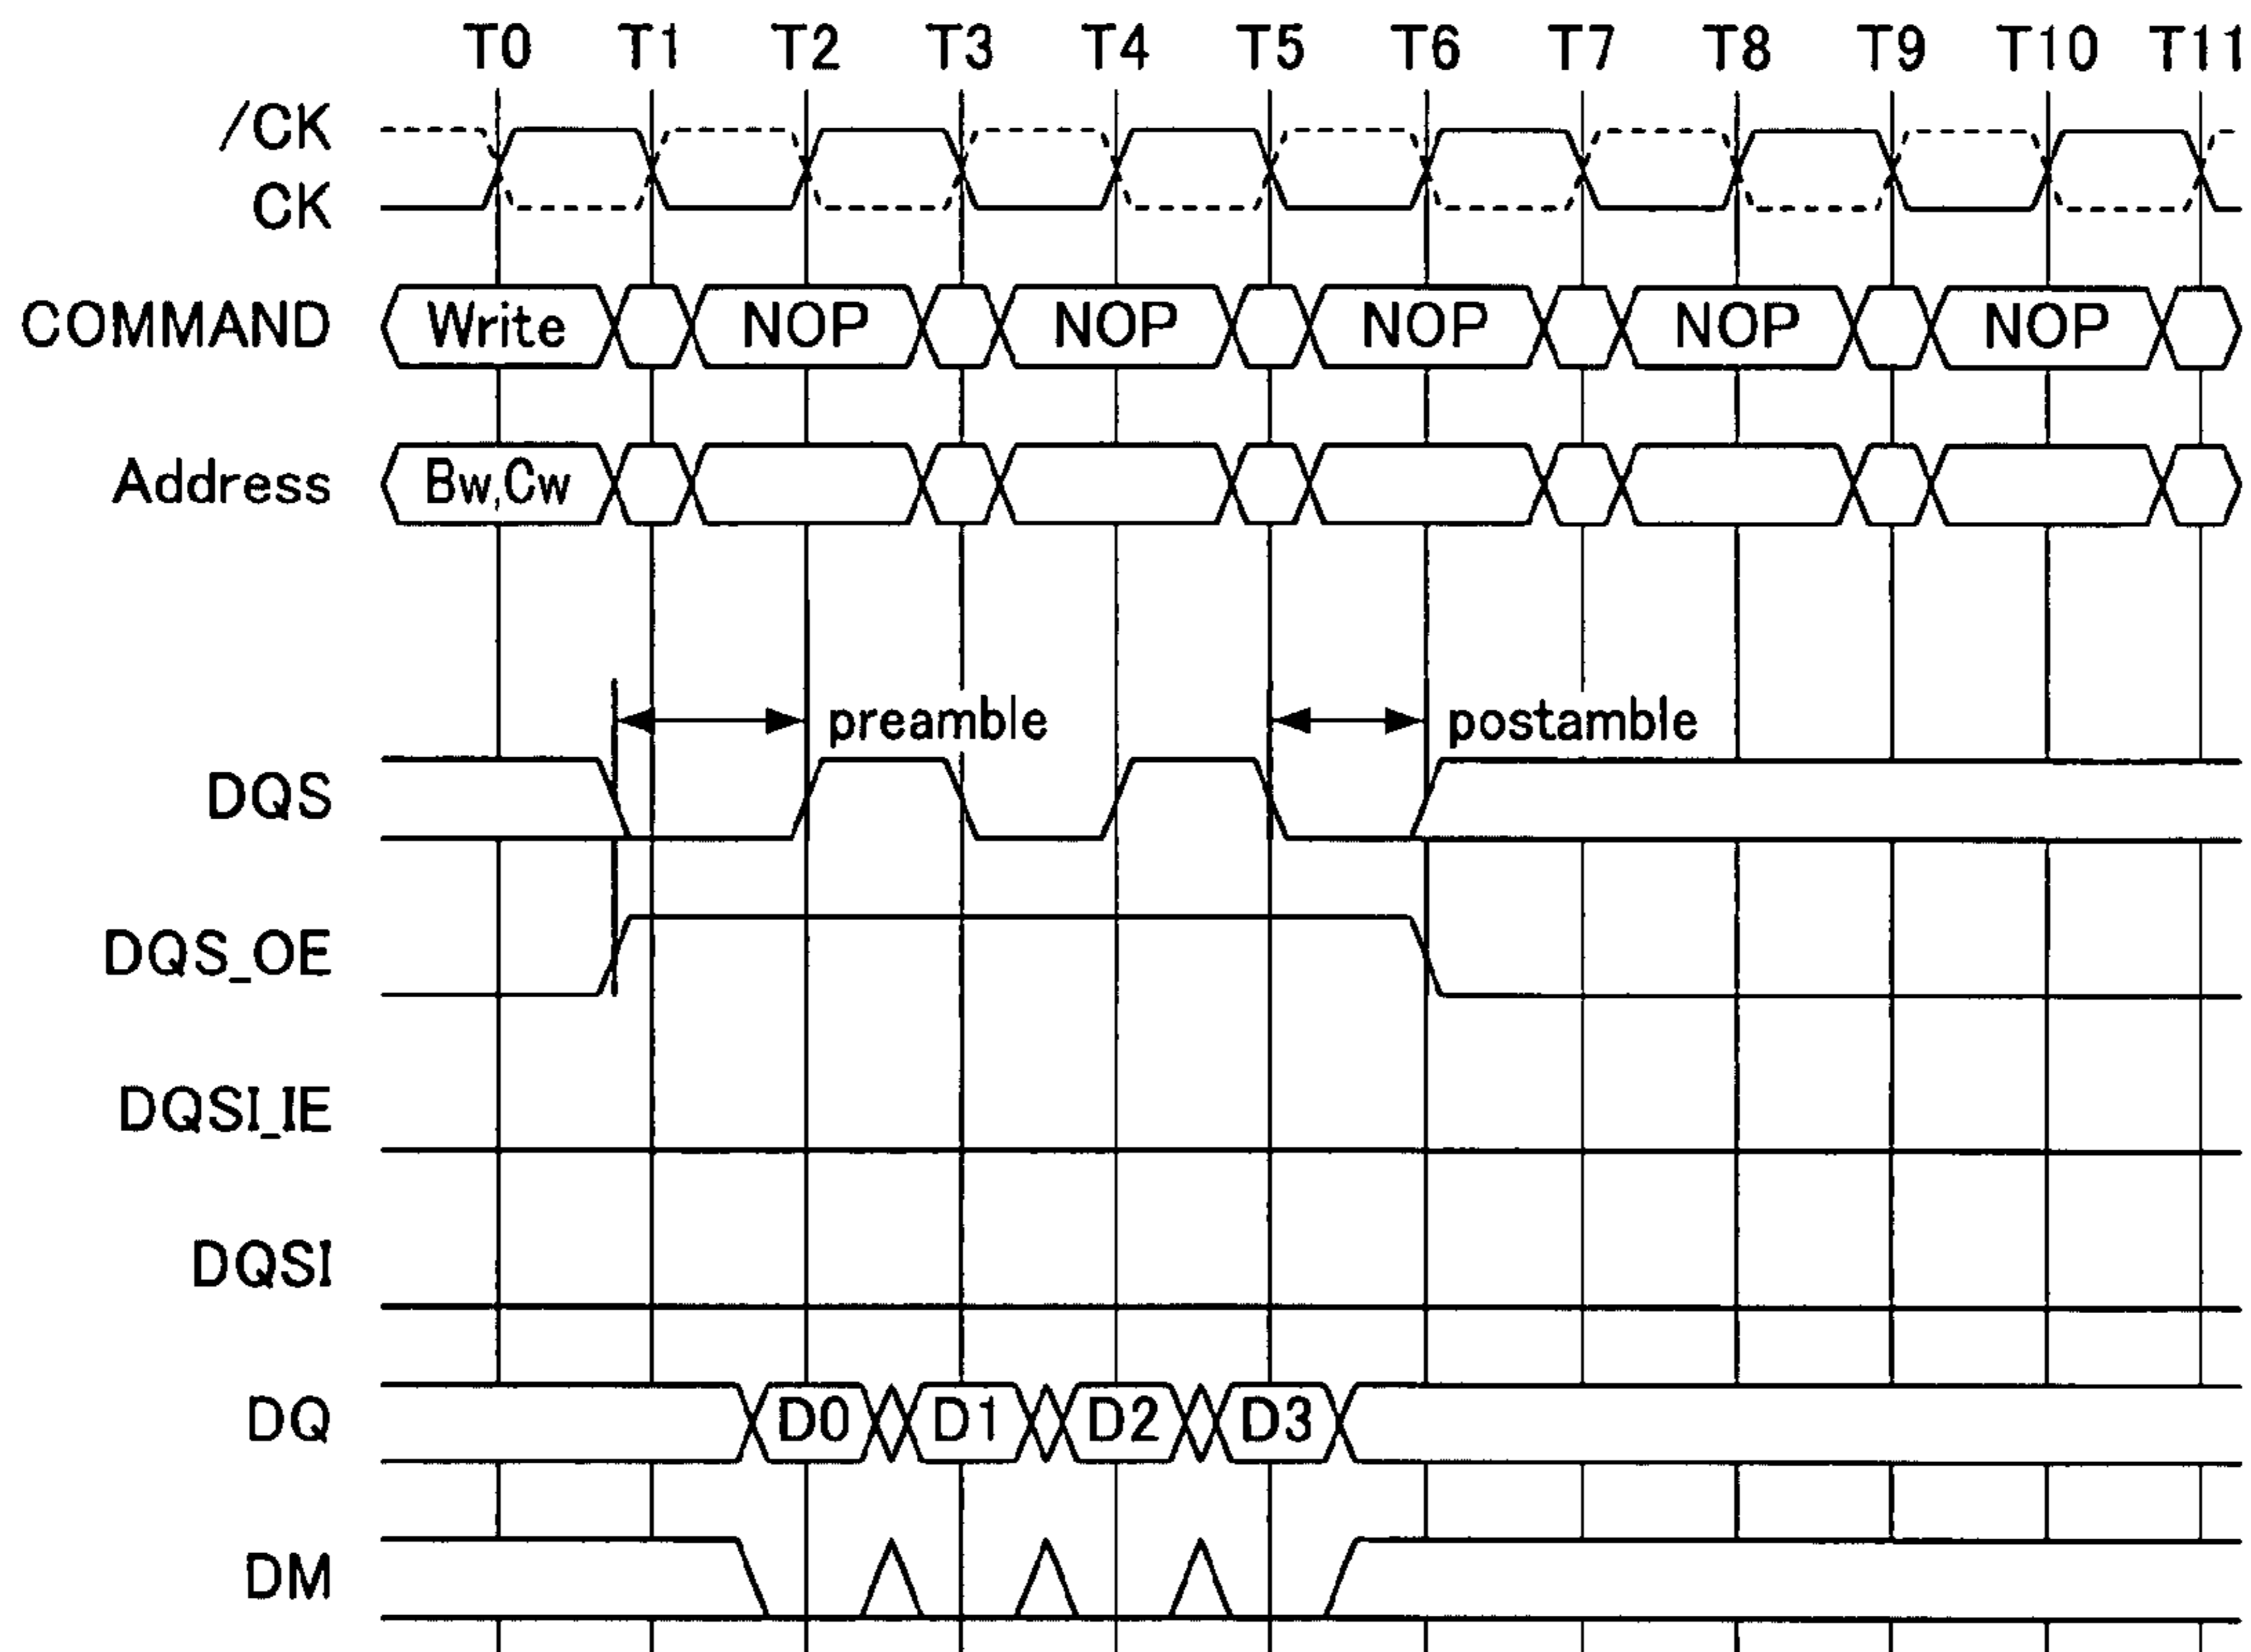 T0 T1 T2 T3 T4 T5 T6 T7 T8 T9 T10 T11
/CK
CK
COMMAND Write NOP NOP NOP NOP NOP
Address Bw,Cw
preamble postamble
DQS
DQS_OE
DQSI_IE
DQSI
DQ D0 D1 D2 D3
DM